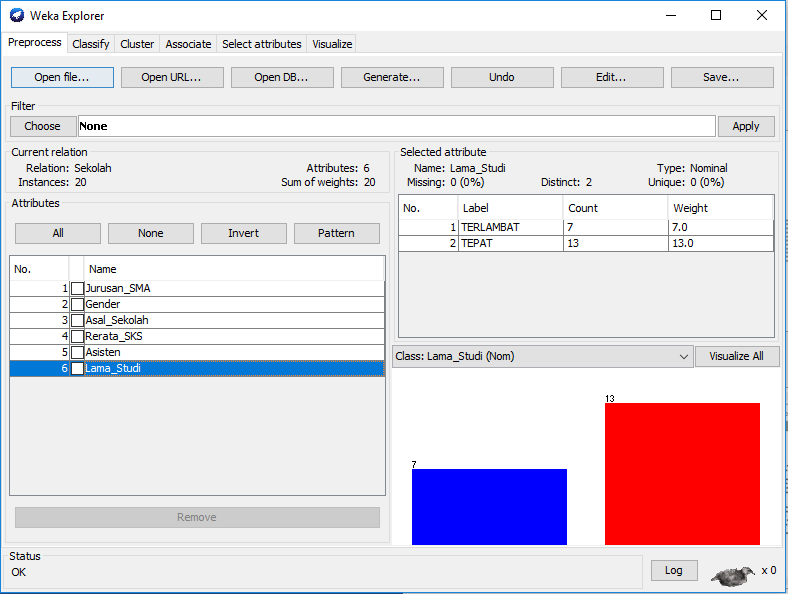 Weka Explorer
Preprocess Classify Cluster Associate Select attributes Visualize
Open file... Open URL... Open DB... Generate... Undo Edit... Save...
Filter
Choose None Apply
Current relation
Relation: Sekolah Attributes: 6
Instances: 20 Sum of weights: 20
Attributes
All None Invert Pattern
No. Name
1 Jurusan_SMA
2 Gender
3 Asal_Sekolah
4 Rerata_SKS
5 Asisten
6 Lama_Studi
Remove
Selected attribute
Name: Lama_Studi Type: Nominal
Missing: 0 (0%) Distinct: 2 Unique: 0 (0%)
No. Label Count Weight
1 TERLAMBAT 7 7.0
2 TEPAT 13 13.0
Class: Lama_Studi (Nom) Visualize All
13
7
Status
OK
Log x 0